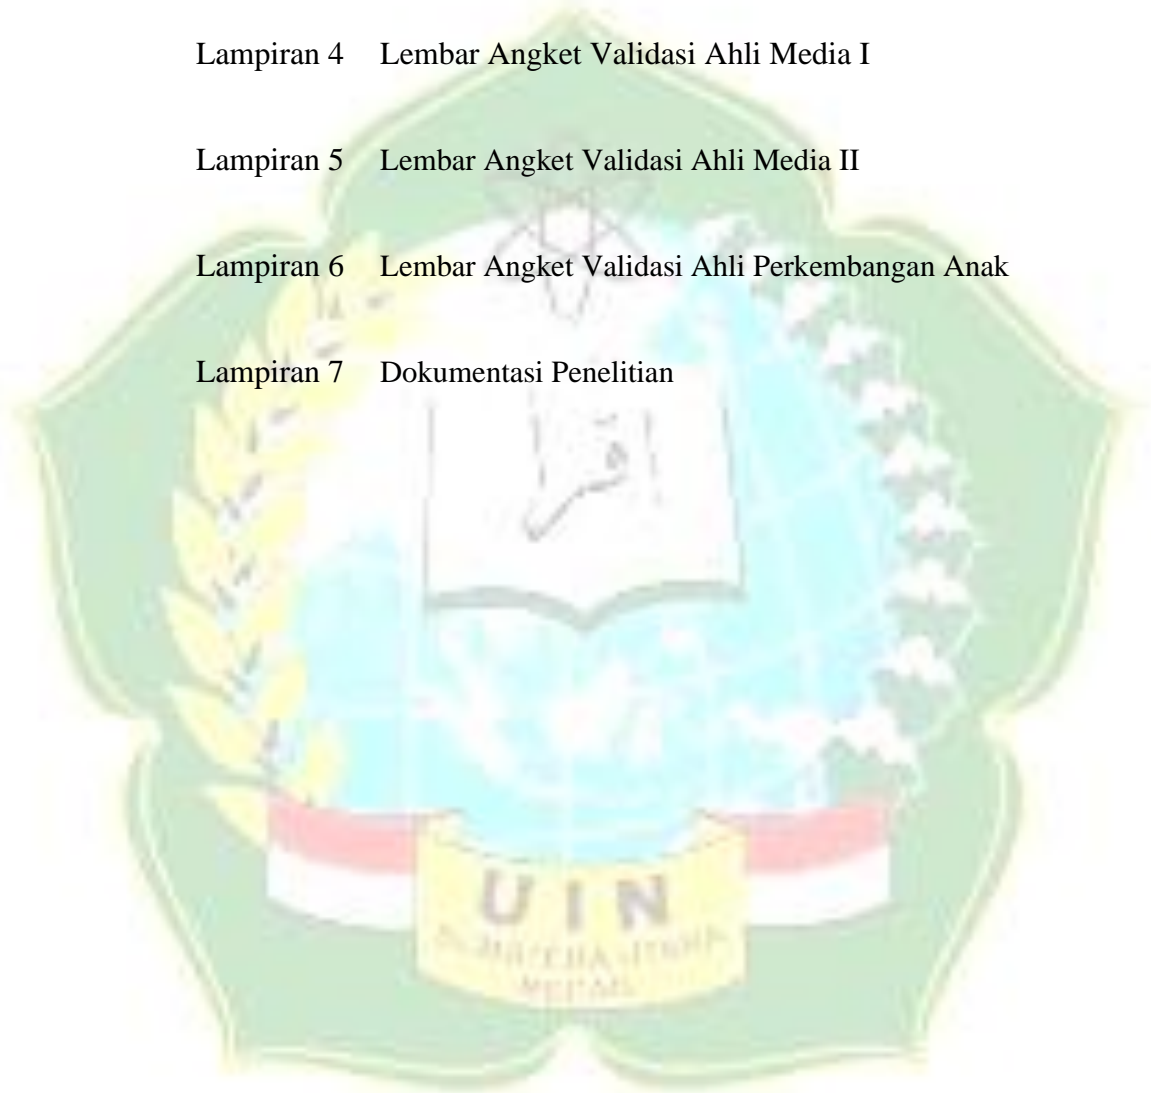 Lampiran 4 Lembar Angket Validasi Ahli Media I
Lampiran 5 Lembar Angket Validasi Ahli Media II
Lampiran 6 Lembar Angket Validasi Ahli Perkembangan Anak
Lampiran 7 Dokumentasi Penelitian
UIN